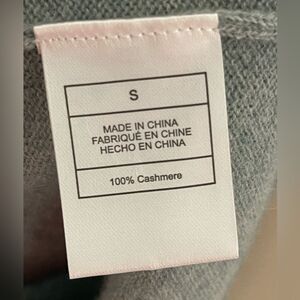 S
MADE IN CHINA
FABRIQUÉ EN CHINE
HECHO EN CHINA
100% Cashmere